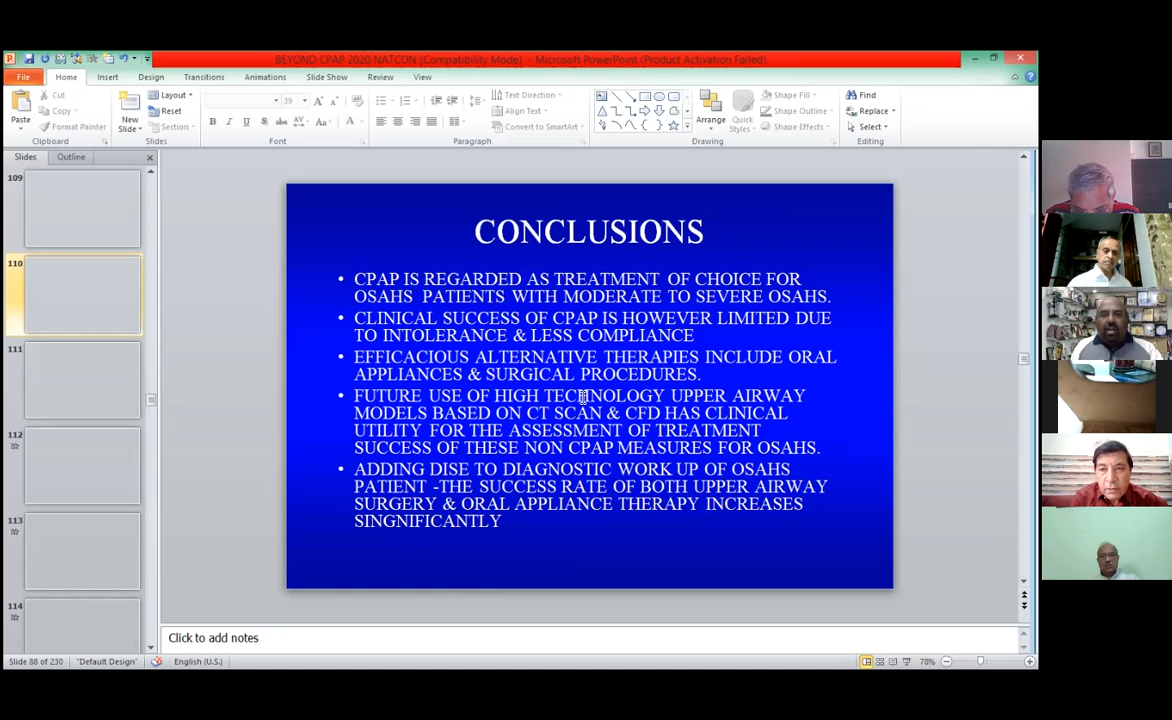 BEYOND CPAP 2020 NATCON [Compatibility Mode] - Microsoft PowerPoint (Product Activation Failed)
File Home Insert Design Transitions Animations Slide Show Review View
Paste
Cut
Copy
Format Painter
Clipboard
New Slide
Layout
Reset
Section
Slides
39
B I U S abc AV Aa A
Font
Text Direction
Align Text
Convert to SmartArt
Paragraph
Arrange
Quick Styles
Shape Fill
Shape Outline
Shape Effects
Drawing
Find
Replace
Select
Editing
Slides Outline
109
110
111
112
113
114
CONCLUSIONS
• CPAP IS REGARDED AS TREATMENT OF CHOICE FOR
OSAHS PATIENTS WITH MODERATE TO SEVERE OSAHS.
• CLINICAL SUCCESS OF CPAP IS HOWEVER LIMITED DUE
TO INTOLERANCE & LESS COMPLIANCE
• EFFICACIOUS ALTERNATIVE THERAPIES INCLUDE ORAL
APPLIANCES & SURGICAL PROCEDURES.
• FUTURE USE OF HIGH TECHNOLOGY UPPER AIRWAY
MODELS BASED ON CT SCAN & CFD HAS CLINICAL
UTILITY FOR THE ASSESSMENT OF TREATMENT
SUCCESS OF THESE NON CPAP MEASURES FOR OSAHS.
• ADDING DISE TO DIAGNOSTIC WORK UP OF OSAHS
PATIENT -THE SUCCESS RATE OF BOTH UPPER AIRWAY
SURGERY & ORAL APPLIANCE THERAPY INCREASES
SINGNIFICANTLY
Click to add notes
Slide 88 of 230 "Default Design" English (U.S.) 78%